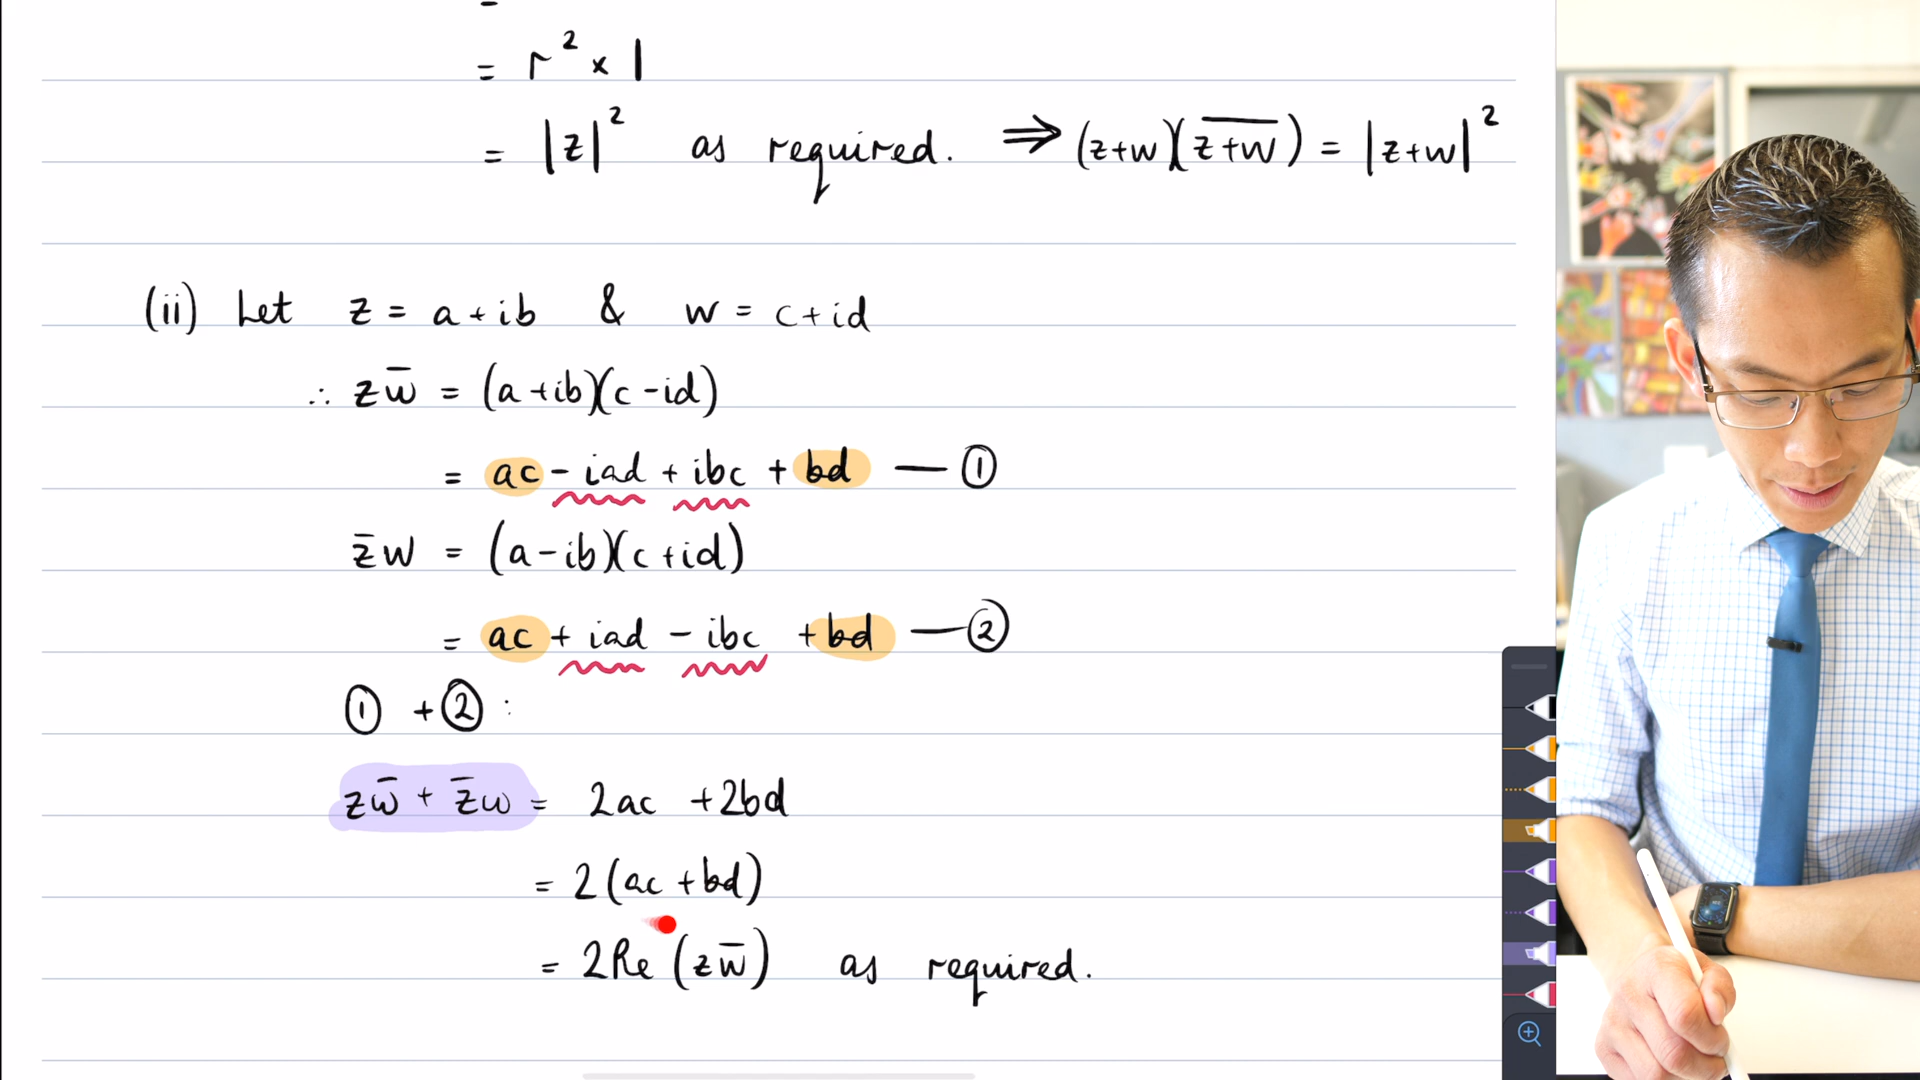 = r² × 1
= |z|² as required. ⇒ (z+w)(z̅+̅w̅) = |z+w|²
(ii) Let z = a+ib & w = c+id
∴ zw̅ = (a+ib)(c-id)
= ac - iad + ibc + bd — ①
z̅w = (a-ib)(c+id)
= ac + iad - ibc + bd — ②
① + ② :
zw̅ + z̅w = 2ac + 2bd
= 2(ac + bd)
= 2Re(zw̅) as required.